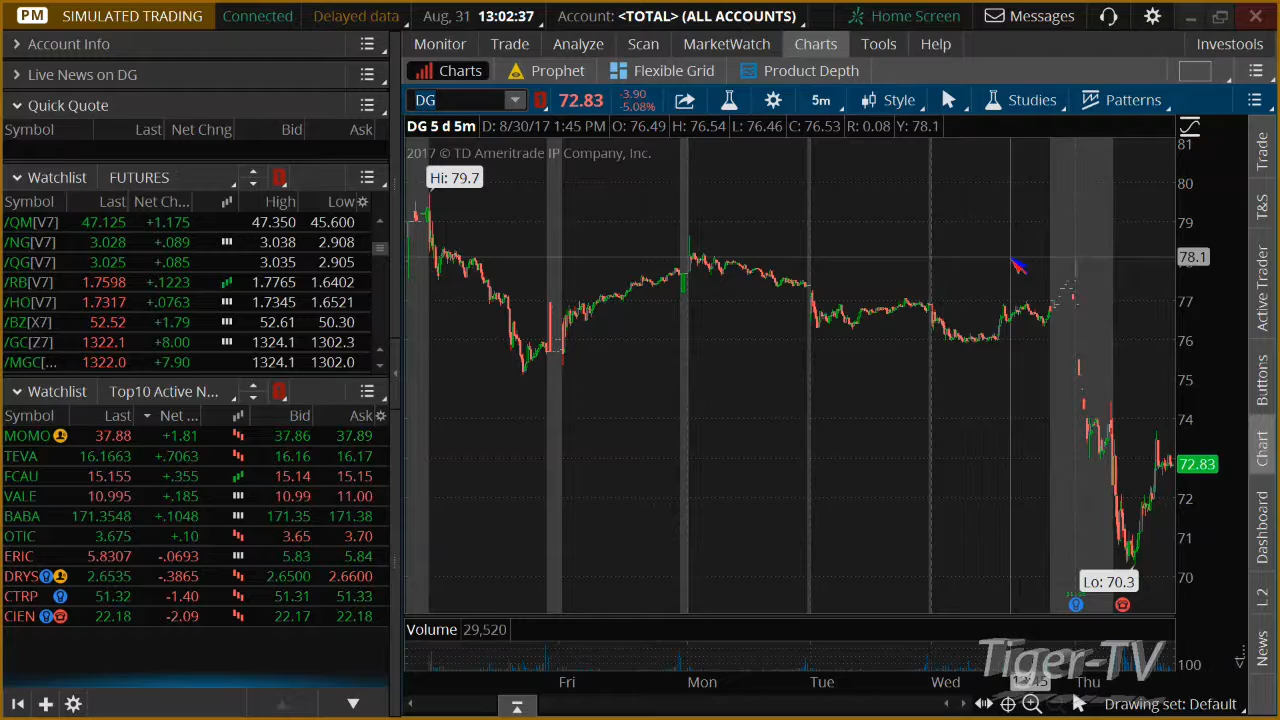 PM SIMULATED TRADING Connected Delayed data Aug, 31 13:02:37 Account: <TOTAL> (ALL ACCOUNTS) Home Screen Messages
Account Info
Live News on DG
Quick Quote
Symbol Last Net Chng Bid Ask
Watchlist FUTURES
Symbol Last Net Ch... High Low
/QM[V7] 47.125 +1.175 47.350 45.600
/NG[V7] 3.028 +.089 3.038 2.908
/QG[V7] 3.025 +.085 3.035 2.905
/RB[V7] 1.7598 +.1223 1.7765 1.6402
/HO[V7] 1.7317 +.0763 1.7345 1.6521
/BZ[X7] 52.52 +1.79 52.61 50.30
/GC[Z7] 1322.1 +8.00 1324.1 1302.3
/MGC[... 1322.0 +7.90 1324.1 1302.0
Watchlist Top10 Active N...
Symbol Last Net ... Bid Ask
MOMO 37.88 +1.81 37.86 37.89
TEVA 16.1663 +.7063 16.16 16.17
FCAU 15.155 +.355 15.14 15.15
VALE 10.995 +.185 10.99 11.00
BABA 171.3548 +.1048 171.35 171.38
OTIC 3.675 +.10 3.65 3.70
ERIC 5.8307 -.0693 5.83 5.84
DRYS 2.6535 -.3865 2.6500 2.6600
CTRP 51.32 -1.40 51.31 51.33
CIEN 22.18 -2.09 22.17 22.18
Monitor Trade Analyze Scan MarketWatch Charts Tools Help Investools
Charts Prophet Flexible Grid Product Depth
DG 72.83 -3.90 -5.08% 5m Style Studies Patterns
DG 5 d 5m D: 8/30/17 1:45 PM O: 76.49 H: 76.54 L: 76.46 C: 76.53 R: 0.08 Y: 78.1
2017 © TD Ameritrade IP Company, Inc.
Hi: 79.7
81
80
79
78.1
77
76
75
74
72.83
72
71
70
Lo: 70.3
Volume 29,520
100
Fri Mon Tue Wed 13:45 Thu
Tiger-TV
Drawing set: Default
Trade
T&S
Active Trader
Buttons
Chart
Dashboard
L 2
News